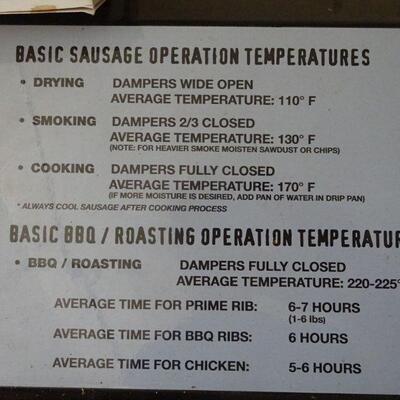 BASIC SAUSAGE OPERATION TEMPERATURES
• DRYING DAMPERS WIDE OPEN
AVERAGE TEMPERATURE: 110° F
• SMOKING DAMPERS 2/3 CLOSED
AVERAGE TEMPERATURE: 130° F
(NOTE: FOR HEAVIER SMOKE MOISTEN SAWDUST OR CHIPS)
• COOKING DAMPERS FULLY CLOSED
AVERAGE TEMPERATURE: 170° F
(IF MORE MOISTURE IS DESIRED, ADD PAN OF WATER IN DRIP PAN)
* ALWAYS COOL SAUSAGE AFTER COOKING PROCESS
BASIC BBQ / ROASTING OPERATION TEMPERATUR
• BBQ / ROASTING DAMPERS FULLY CLOSED
AVERAGE TEMPERATURE: 220-225°
AVERAGE TIME FOR PRIME RIB: 6-7 HOURS
(1-6 lbs)
AVERAGE TIME FOR BBQ RIBS: 6 HOURS
AVERAGE TIME FOR CHICKEN: 5-6 HOURS